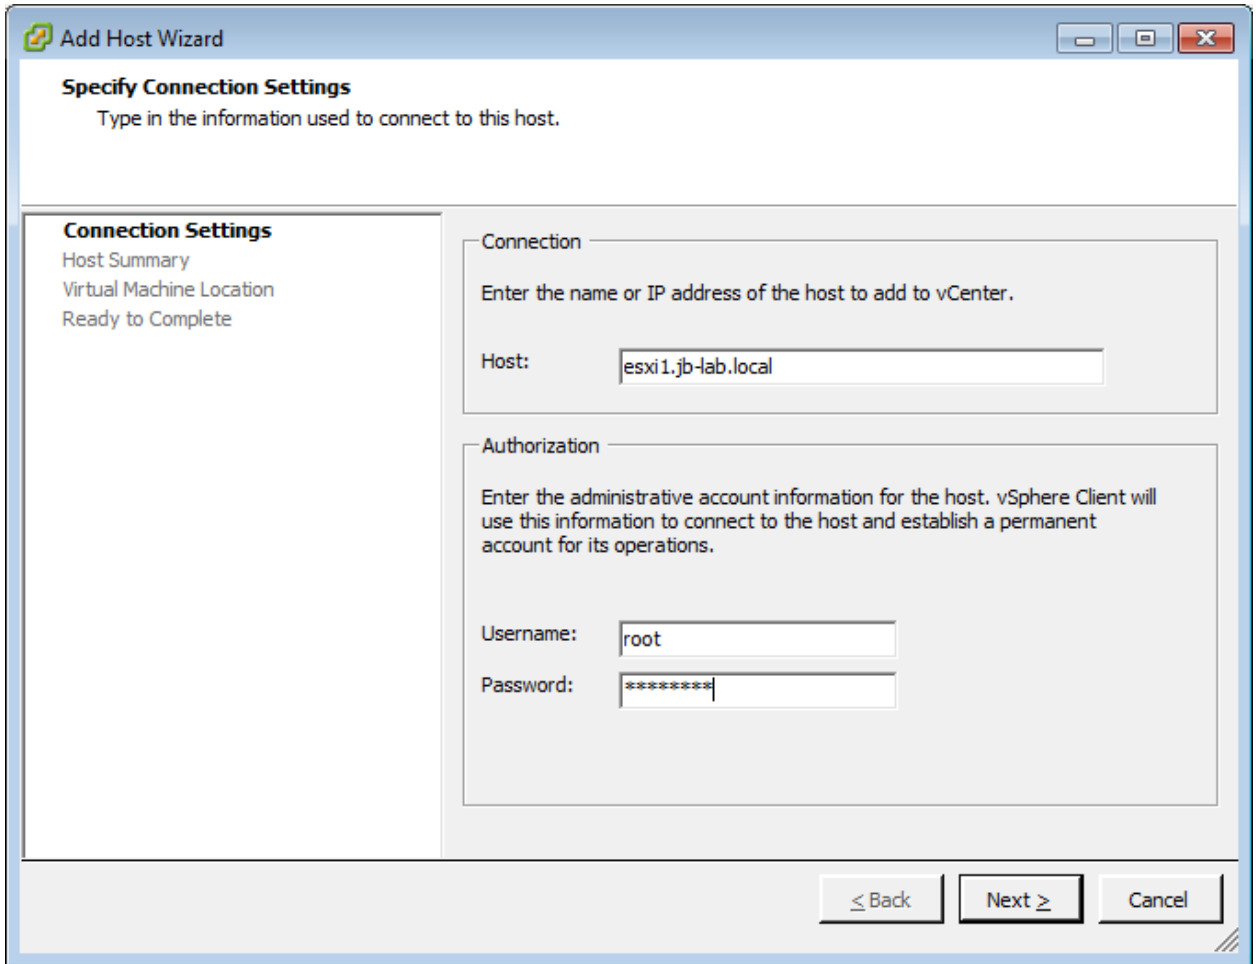 Add Host Wizard
Specify Connection Settings
Type in the information used to connect to this host.
Connection Settings
Host Summary
Virtual Machine Location
Ready to Complete
Connection
Enter the name or IP address of the host to add to vCenter.
Host:
esxi1.jb-lab.local
Authorization
Enter the administrative account information for the host. vSphere Client will
use this information to connect to the host and establish a permanent
account for its operations.
Username:
root
Password:
********
< Back
Next >
Cancel